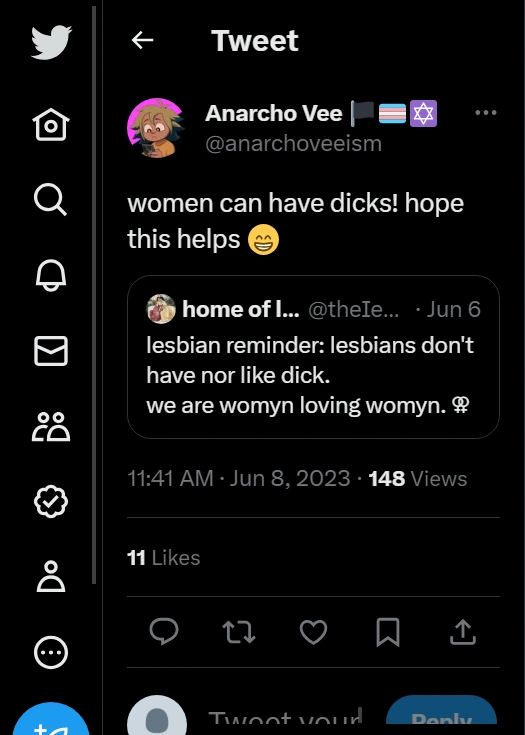 Tweet
Anarcho Vee 🏴🏳️‍⚧️🔯
@anarchoveeism
women can have dicks! hope
this helps 😁
home of l... @theIe... · Jun 6
lesbian reminder: lesbians don't
have nor like dick.
we are womyn loving womyn. ⚢
11:41 AM · Jun 8, 2023 · 148 Views
11 Likes
Tweet your
Reply